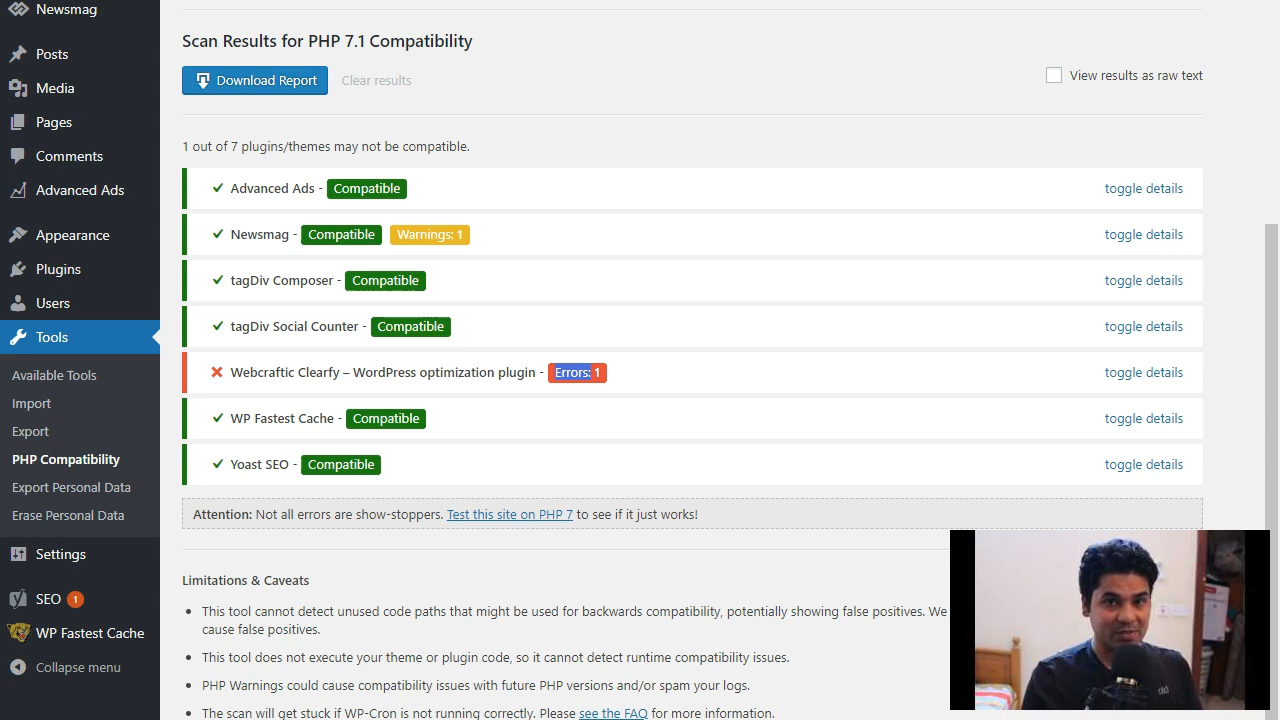 Newsmag
Posts
Media
Pages
Comments
Advanced Ads
Appearance
Plugins
Users
Tools
Available Tools
Import
Export
PHP Compatibility
Export Personal Data
Erase Personal Data
Settings
SEO 1
WP Fastest Cache
Collapse menu
Scan Results for PHP 7.1 Compatibility
Download Report Clear results
View results as raw text
1 out of 7 plugins/themes may not be compatible.
Advanced Ads - Compatible toggle details
Newsmag - Compatible Warnings: 1 toggle details
tagDiv Composer - Compatible toggle details
tagDiv Social Counter - Compatible toggle details
Webcraftic Clearfy – WordPress optimization plugin - Errors: 1 toggle details
WP Fastest Cache - Compatible toggle details
Yoast SEO - Compatible toggle details
Attention: Not all errors are show-stoppers. Test this site on PHP 7 to see if it just works!
Limitations & Caveats
This tool cannot detect unused code paths that might be used for backwards compatibility, potentially showing false positives. We
cause false positives.
This tool does not execute your theme or plugin code, so it cannot detect runtime compatibility issues.
PHP Warnings could cause compatibility issues with future PHP versions and/or spam your logs.
The scan will get stuck if WP-Cron is not running correctly. Please see the FAQ for more information.